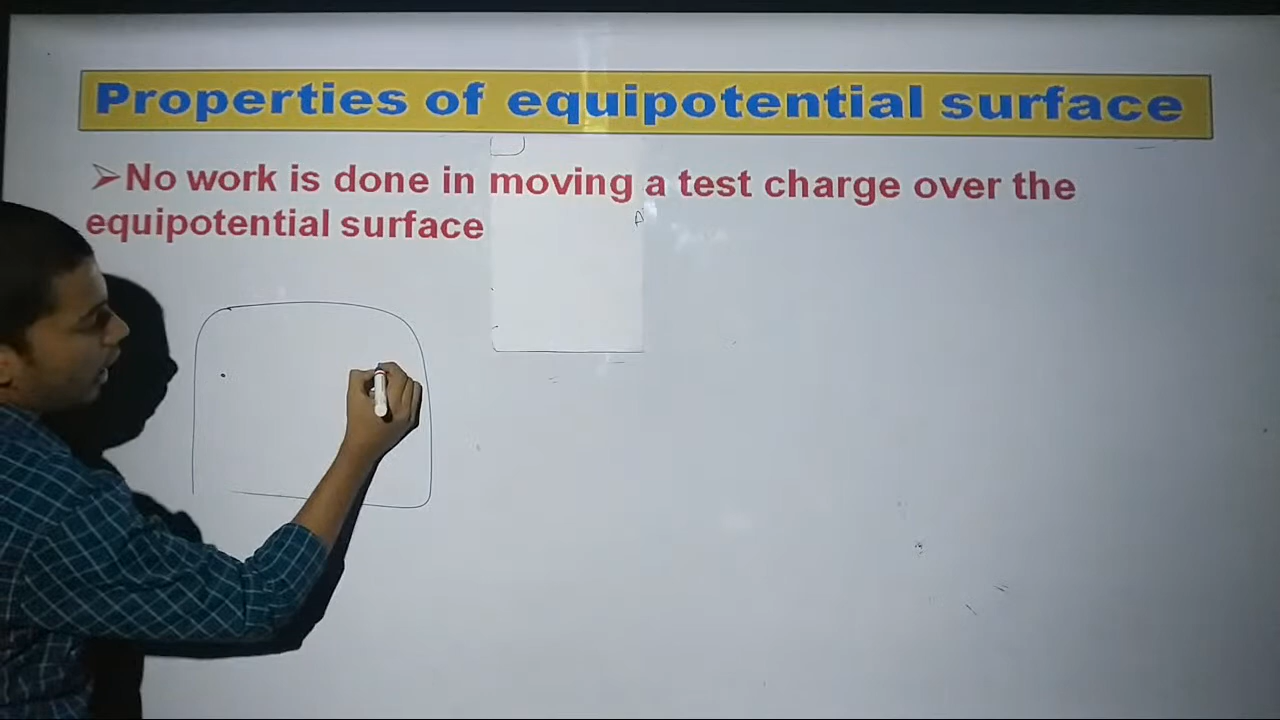 Properties of equipotential surface
➢No work is done in moving a test charge over the
equipotential surface